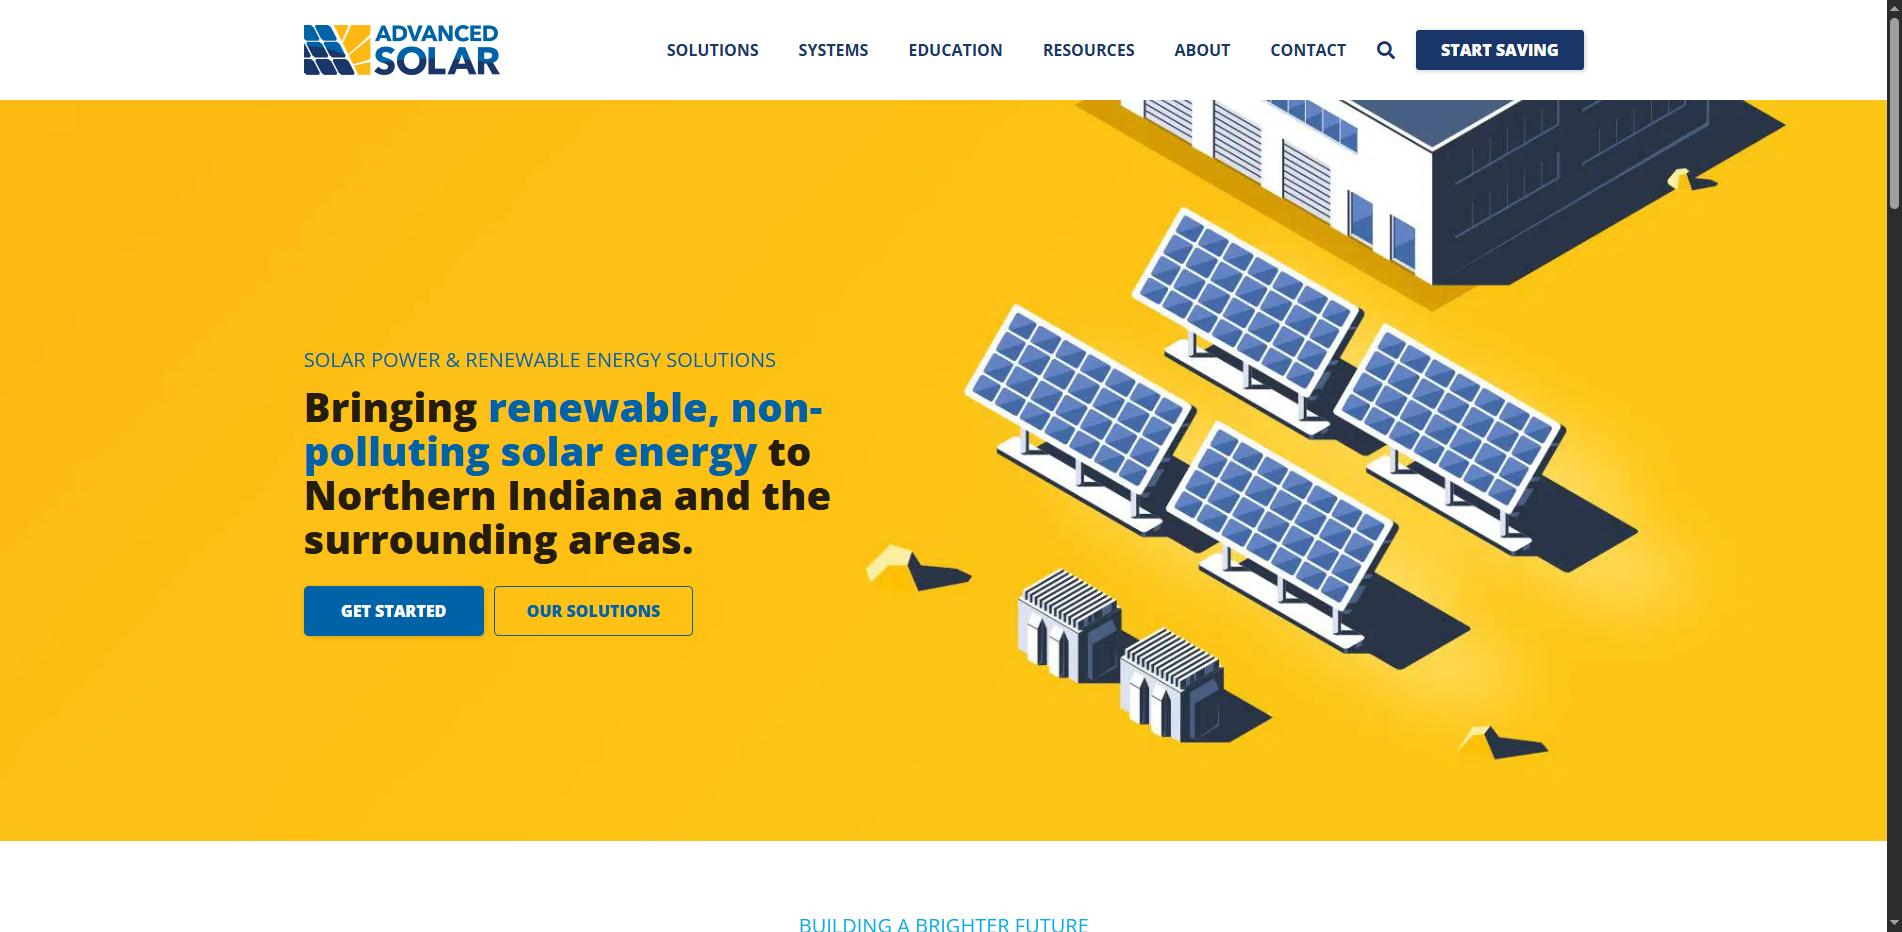 ADVANCED
SOLAR
SOLUTIONS
SYSTEMS
EDUCATION
RESOURCES
ABOUT
CONTACT
START SAVING
SOLAR POWER & RENEWABLE ENERGY SOLUTIONS
Bringing renewable, non-
polluting solar energy to
Northern Indiana and the
surrounding areas.
GET STARTED
OUR SOLUTIONS
BUILDING A BRIGHTER FUTURE